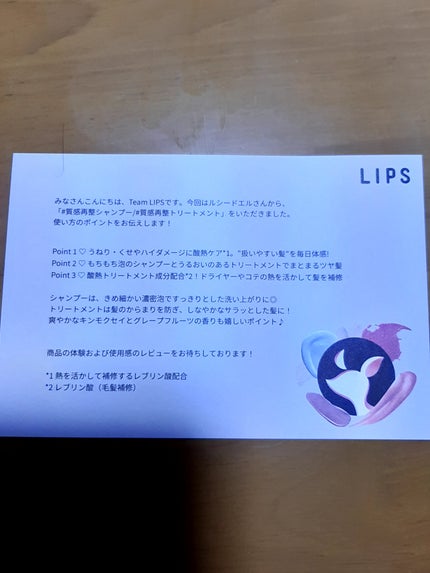 LIPS
みなさんこんにちは、Team LIPSです。今回はルシードエルさんから、
「#質感再整シャンプー/#質感再整トリートメント」をいただきました。
使い方のポイントをお伝えします！
Point 1 ♡ うねり・くせやハイダメージに酸熱ケア*1。"扱いやすい髪"を毎日体感!
Point 2 ♡ もちもち泡のシャンプーとうるおいのあるトリートメントでまとまるツヤ髪
Point 3 ♡ 酸熱トリートメント成分配合*2！ドライヤーやコテの熱を活かして髪を補修
シャンプーは、きめ細かい濃密泡ですっきりとした洗い上がりに◎
トリートメントは髪のからまりを防ぎ、しなやかなサラッとした髪に！
爽やかなキンモクセイとグレープフルーツの香りも嬉しいポイント♪
商品の体験および使用感のレビューをお待ちしております！
*1 熱を活かして補修するレブリン酸配合
*2 レブリン酸（毛髪補修）